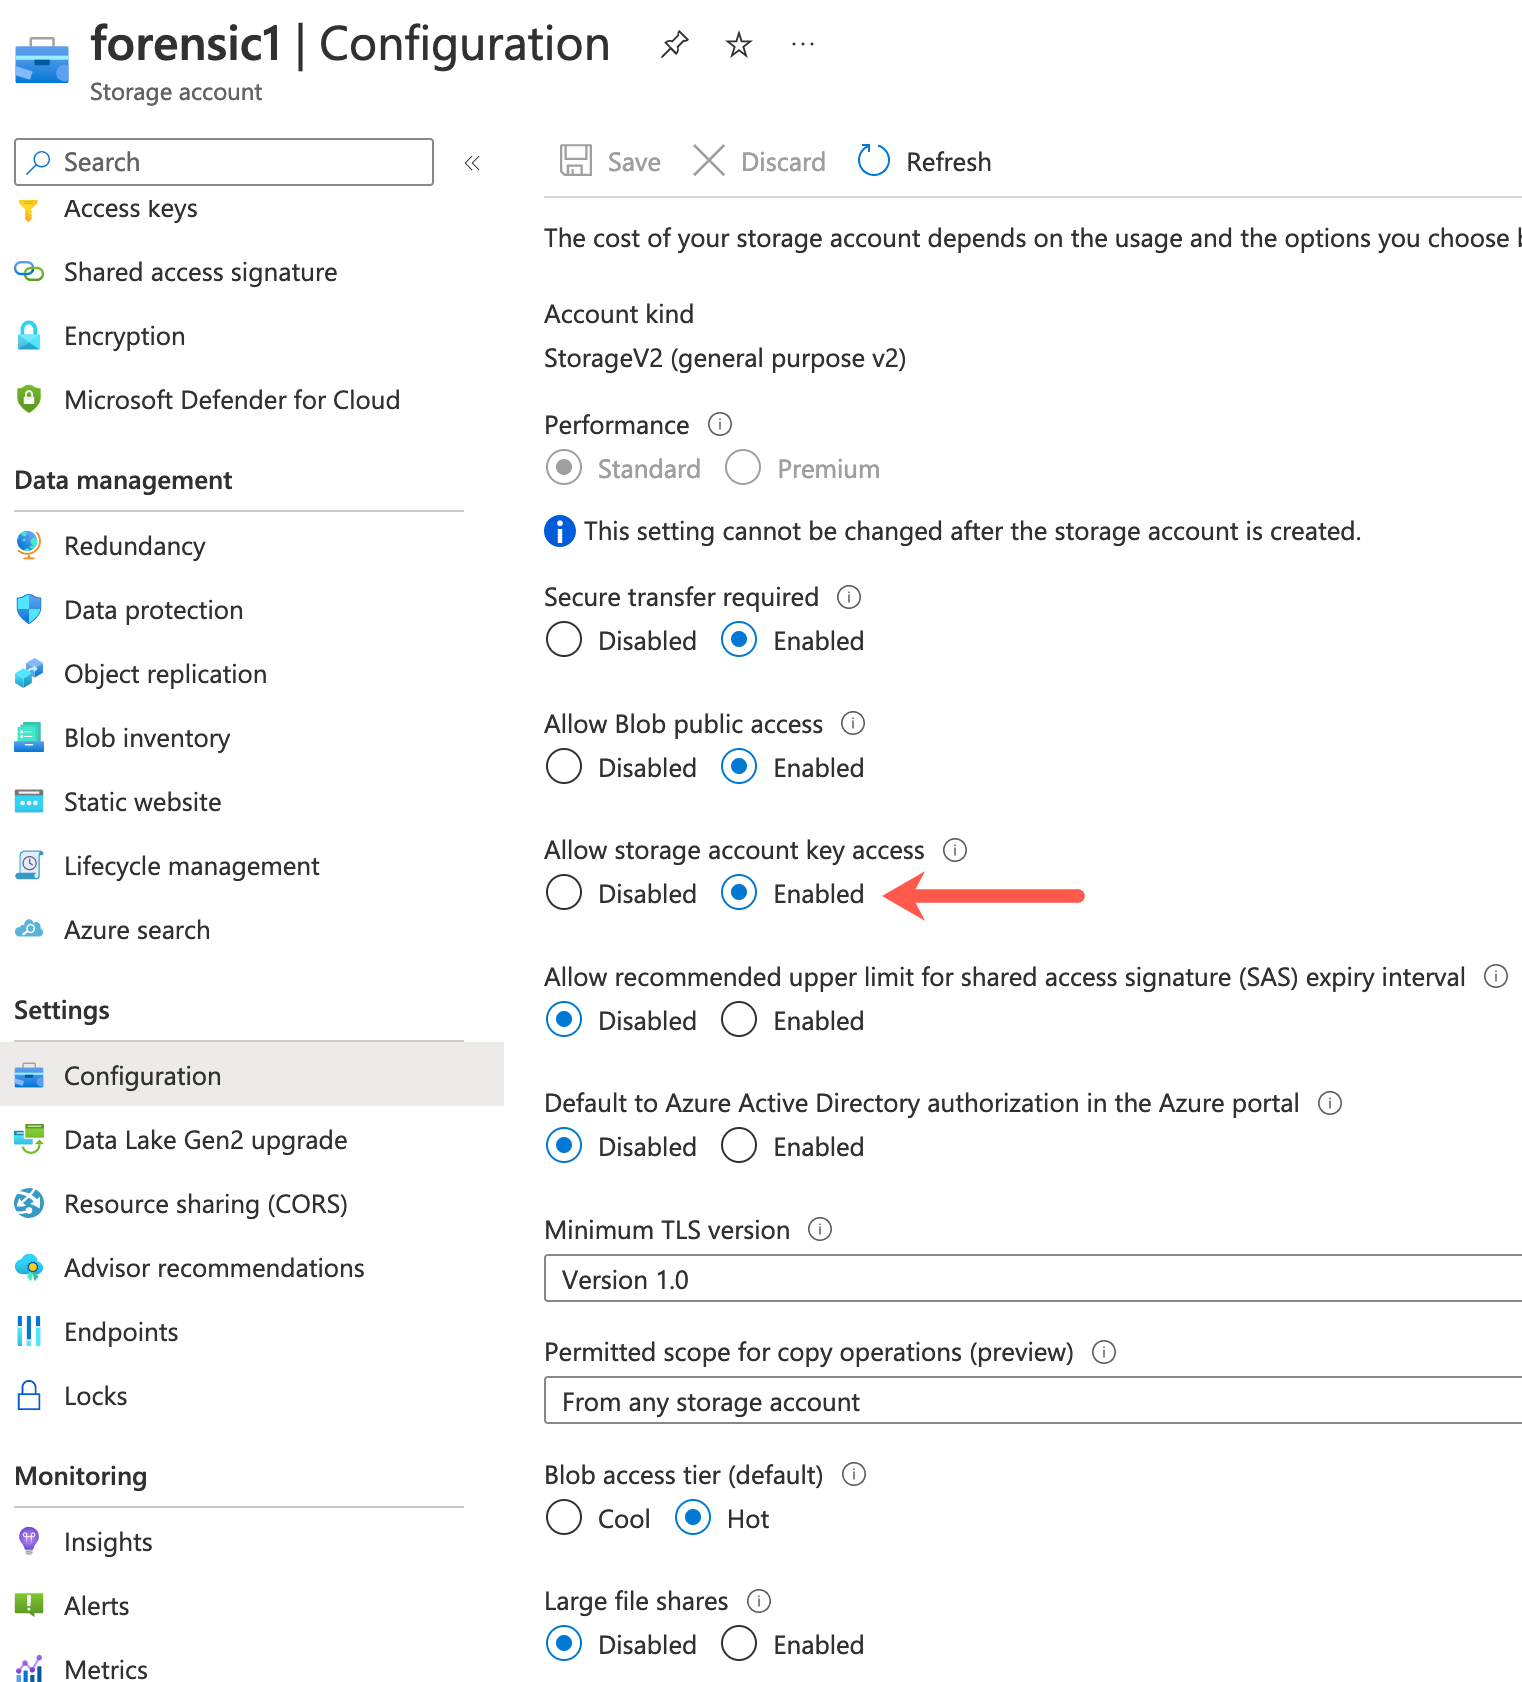 forensic1 | Configuration
Storage account
Search
Access keys
Shared access signature
Encryption
Microsoft Defender for Cloud
Data management
Redundancy
Data protection
Object replication
Blob inventory
Static website
Lifecycle management
Azure search
Settings
Configuration
Data Lake Gen2 upgrade
Resource sharing (CORS)
Advisor recommendations
Endpoints
Locks
Monitoring
Insights
Alerts
Metrics
Save Discard Refresh
The cost of your storage account depends on the usage and the options you choose
Account kind
StorageV2 (general purpose v2)
Performance
Standard Premium
This setting cannot be changed after the storage account is created.
Secure transfer required
Disabled Enabled
Allow Blob public access
Disabled Enabled
Allow storage account key access
Disabled Enabled
Allow recommended upper limit for shared access signature (SAS) expiry interval
Disabled Enabled
Default to Azure Active Directory authorization in the Azure portal
Disabled Enabled
Minimum TLS version
Version 1.0
Permitted scope for copy operations (preview)
From any storage account
Blob access tier (default)
Cool Hot
Large file shares
Disabled Enabled